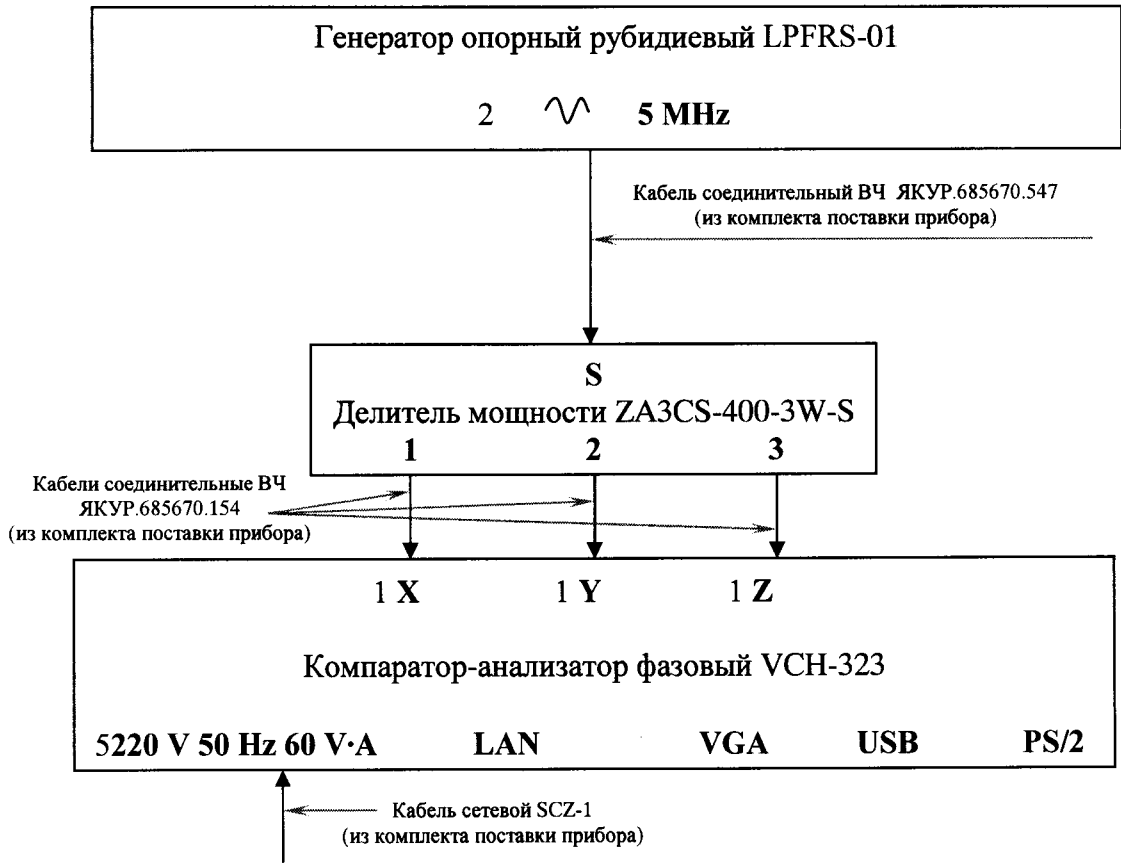 Генератор опорный рубидиевый LPFRS-01
2 5 MHz
Кабель соединительный ВЧ ЯКУР.685670.547
(из комплекта поставки прибора)
S
Делитель мощности ZA3CS-400-3W-S
1 2 3
Кабели соединительные ВЧ
ЯКУР.685670.154
(из комплекта поставки прибора)
1 X 1 Y 1 Z
Компаратор-анализатор фазовый VCH-323
5220 V 50 Hz 60 V·A LAN VGA USB PS/2
Кабель сетевой SCZ-1
(из комплекта поставки прибора)